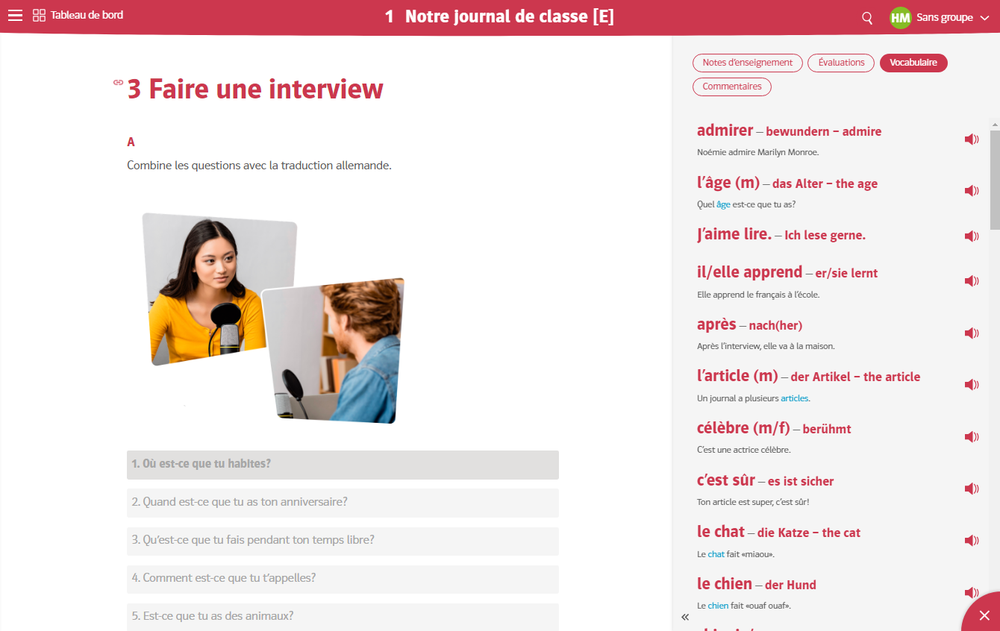 Tableau de bord
1 Notre journal de classe [E]
HM Sans groupe
3 Faire une interview
A
Combine les questions avec la traduction allemande.
1. Où est-ce que tu habites?
2. Quand est-ce que tu as ton anniversaire?
3. Qu'est-ce que tu fais pendant ton temps libre?
4. Comment est-ce que tu t'appelles?
5. Est-ce que tu as des animaux?
Notes d'enseignement Évaluations Vocabulaire
Commentaires
admirer – bewundern – admire
Noémie admire Marilyn Monroe.
l'âge (m) – das Alter – the age
Quel âge est-ce que tu as?
J'aime lire. – Ich lese gerne.
il/elle apprend – er/sie lernt
Elle apprend le français à l'école.
après – nach(her)
Après l'interview, elle va à la maison.
l'article (m) – der Artikel – the article
Un journal a plusieurs articles.
célèbre (m/f) – berühmt
C'est une actrice célèbre.
c'est sûr – es ist sicher
Ton article est super, c'est sûr!
le chat – die Katze – the cat
Le chat fait «miaou».
le chien – der Hund
Le chien fait «ouaf ouaf».